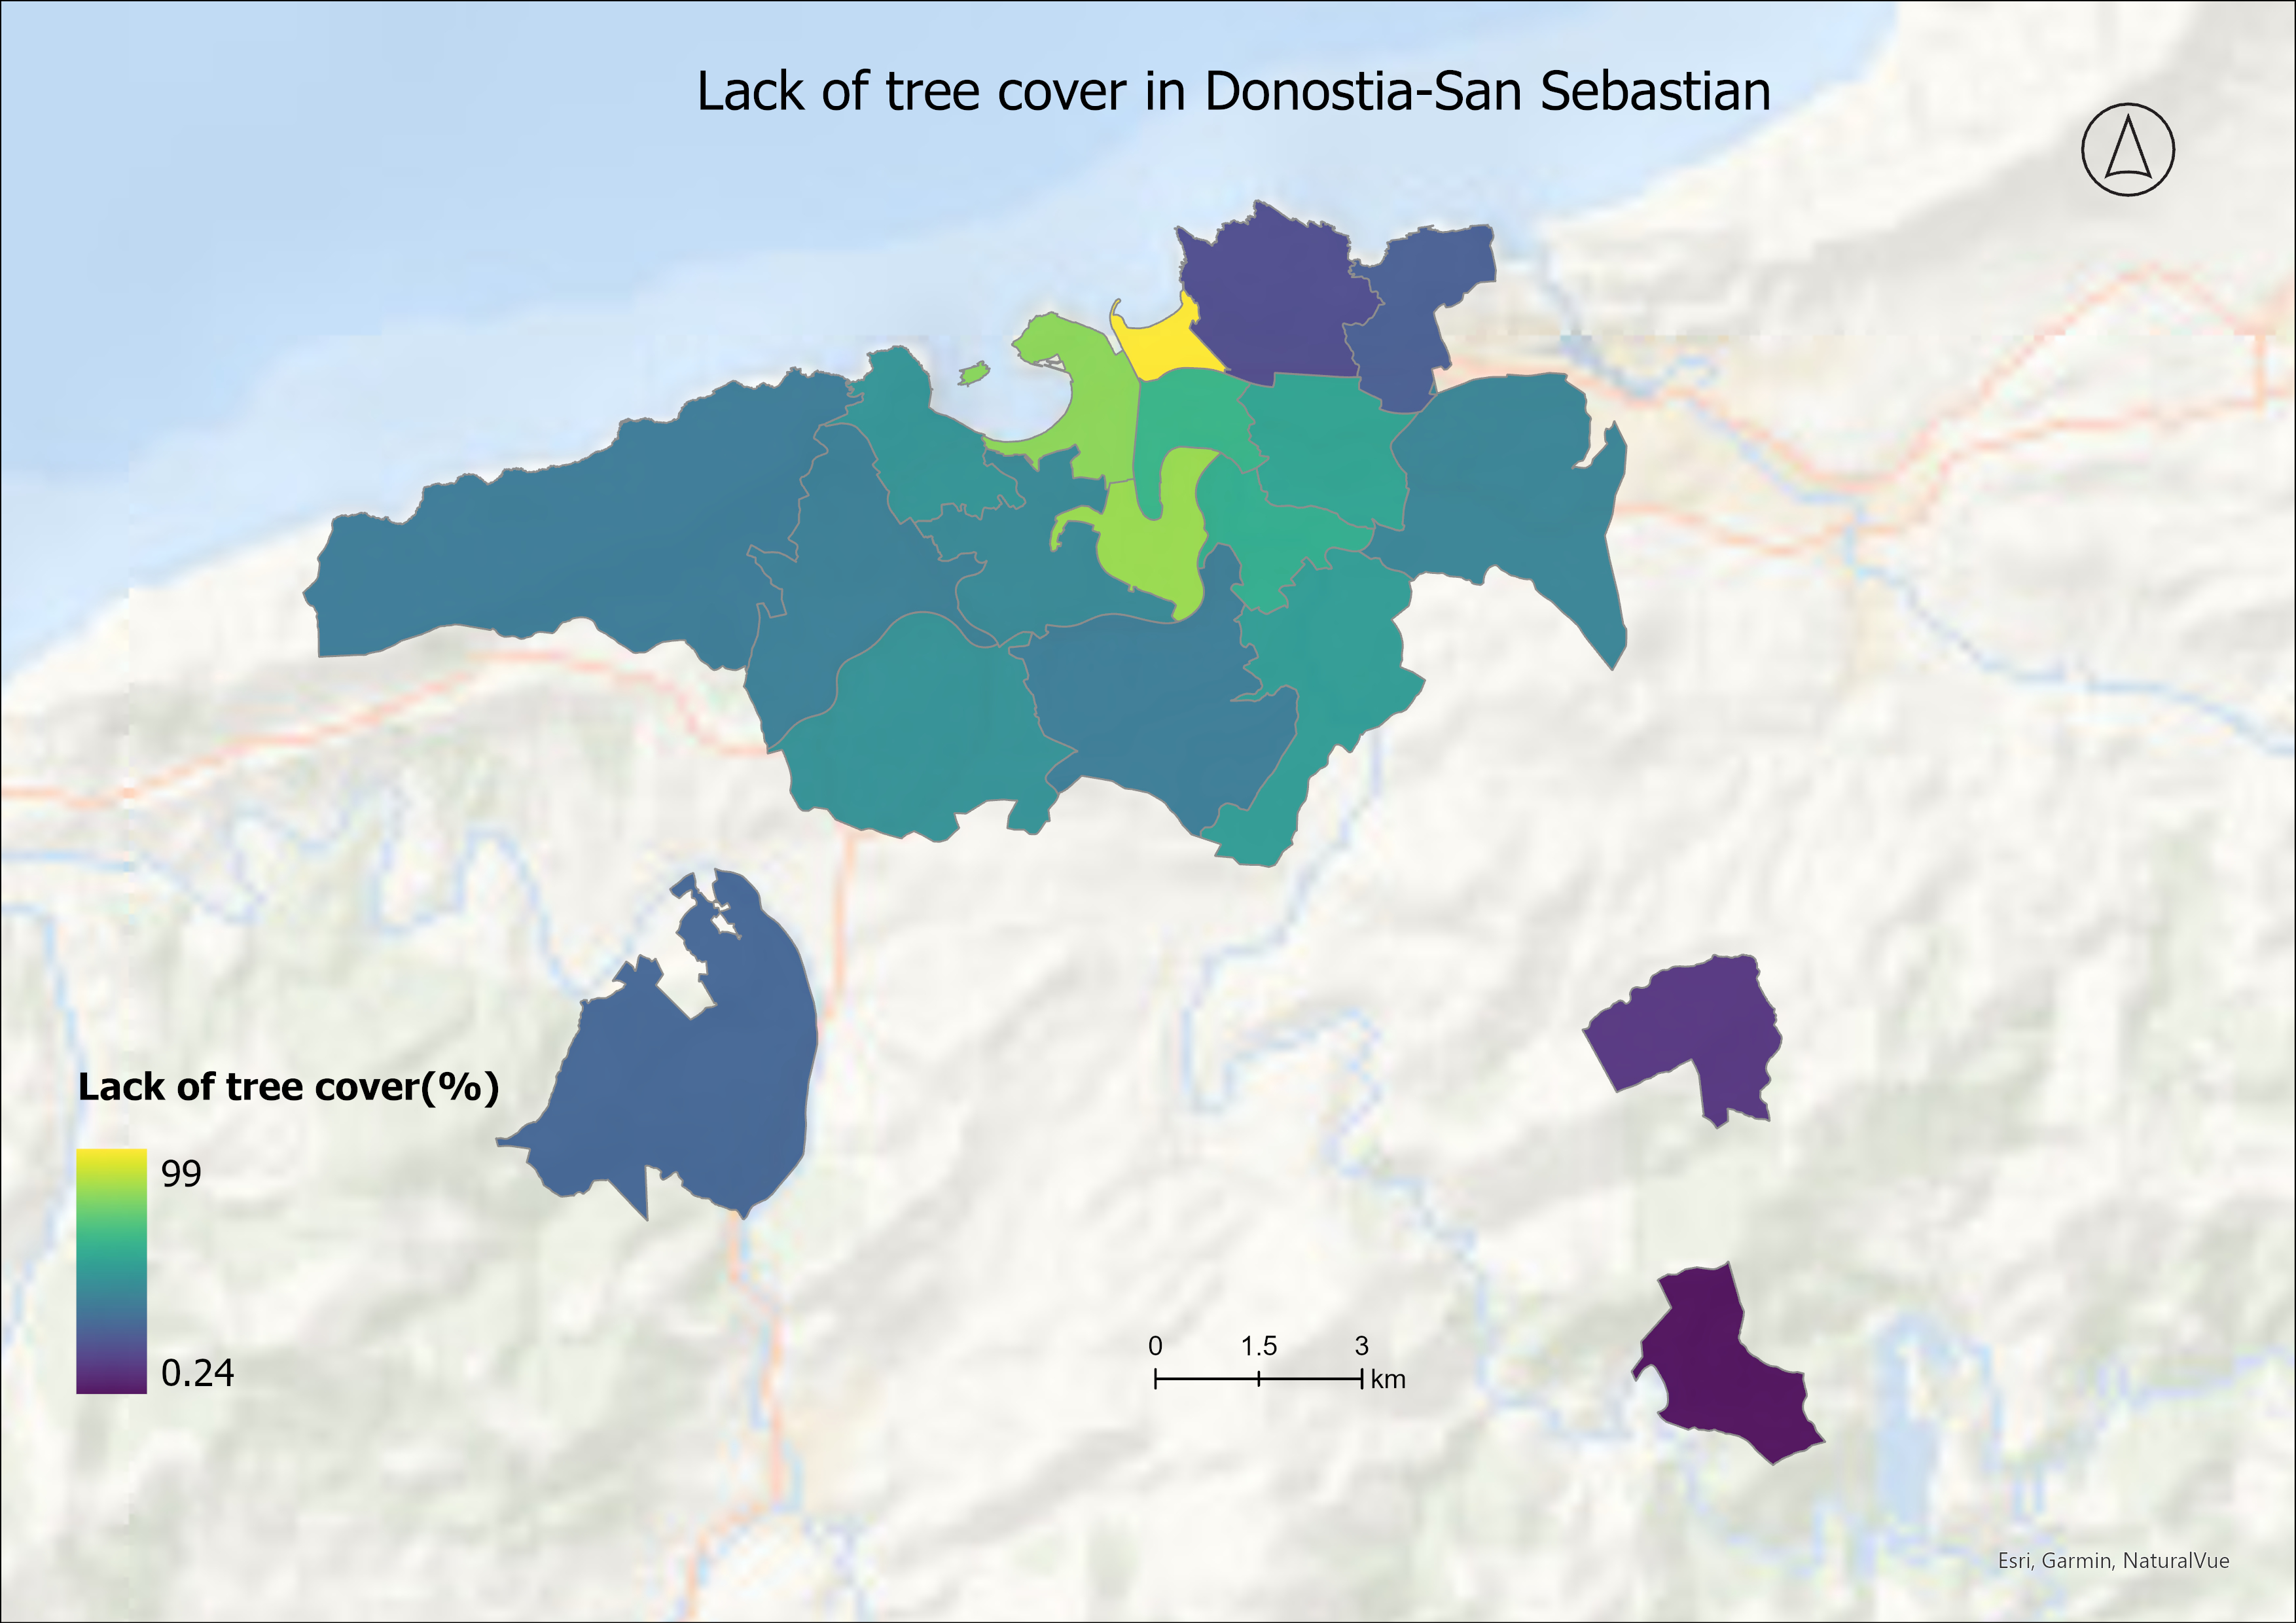 Lack of tree cover in Donostia-San Sebastian
Lack of tree cover(%)
99
0.24
0 1.5 3
km
Esri, Garmin, NaturalVue